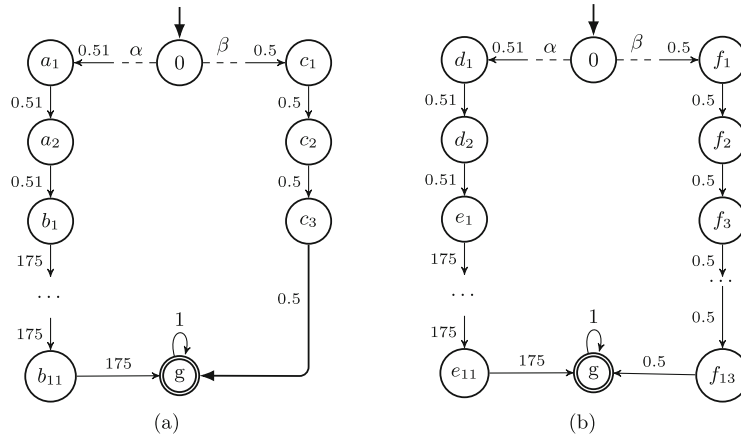 0.51 α β 0.5
a₁ 0 c₁
0.51 0.5
a₂ c₂
0.51 0.5
b₁ c₃
175
...
0.5
175 1
b₁₁ 175 g
(a)
0.51 α β 0.5
d₁ 0 f₁
0.51 0.5
d₂ f₂
0.51 0.5
e₁ f₃
175 0.5
... ...
175 1 0.5
e₁₁ 175 g 0.5 f₁₃
(b)